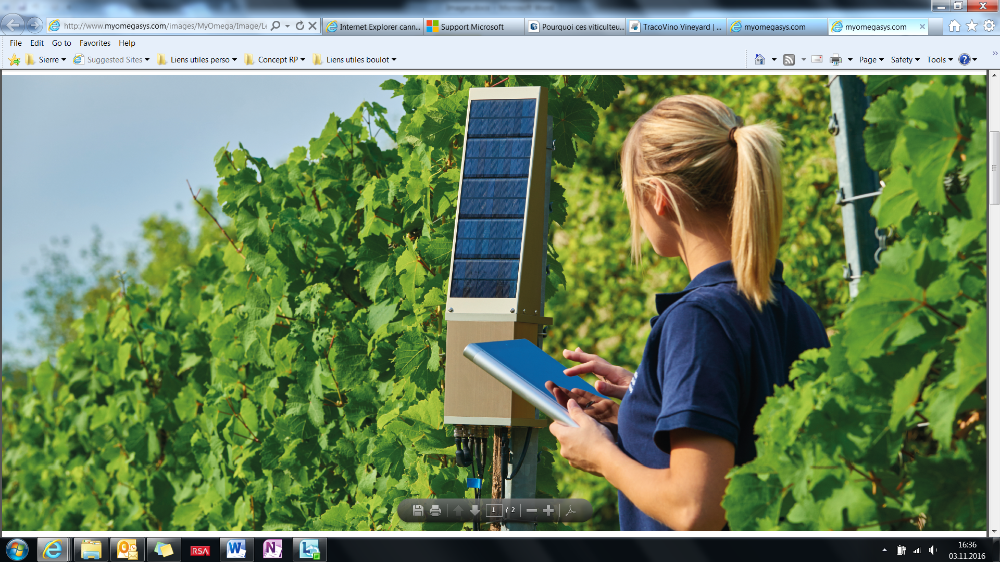 http://www.myomegasys.com/images/MyOmega/Image/Le
Internet Explorer cann...
Support Microsoft
Pourquoi ces viticulteu...
TracoVino Vineyard | ...
myomegasys.com
myomegasys.com
File Edit Go to Favorites Help
Sierre Suggested Sites Liens utiles perso Concept RP Liens utiles boulot
Page Safety Tools
1 / 2
RSA
16:36
03.11.2016